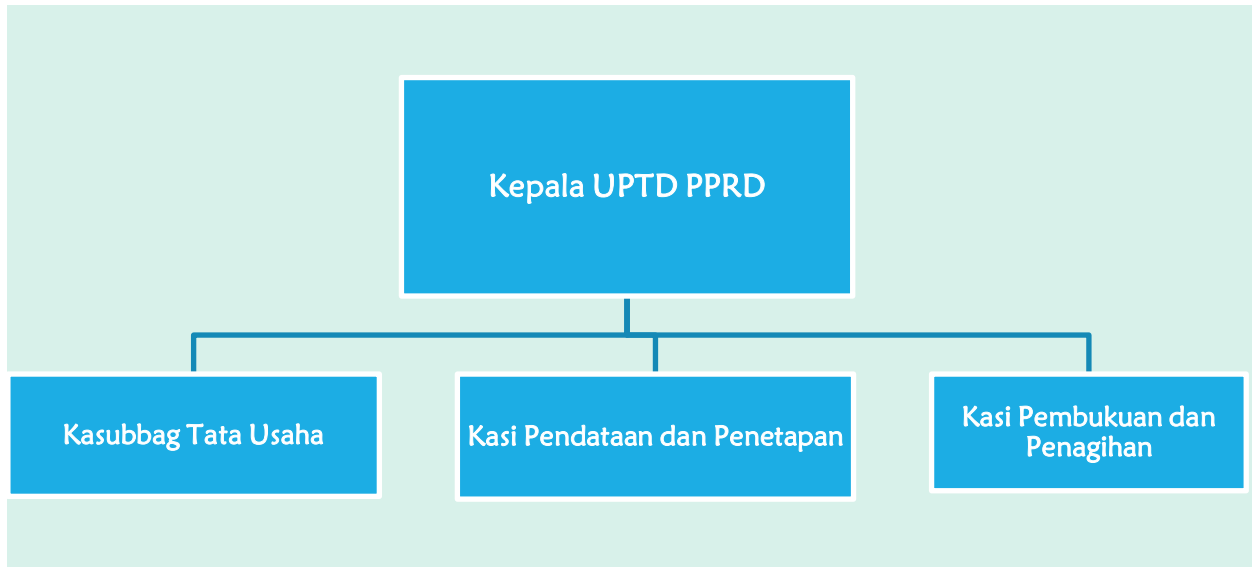 Kepala UPTD PPRD
Kasubbag Tata Usaha
Kasi Pendataan dan Penetapan
Kasi Pembukuan dan
Penagihan